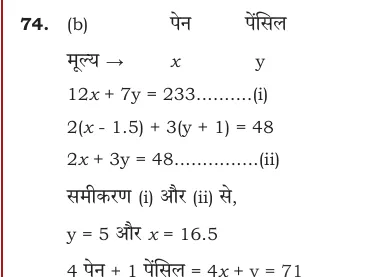 74. (b) पेन पेंसिल
मूल्य → x y
12x + 7y = 233..........(i)
2(x - 1.5) + 3(y + 1) = 48
2x + 3y = 48...............(ii)
समीकरण (i) और (ii) से,
y = 5 और x = 16.5
4 पेन + 1 पेंसिल = 4x + y = 71